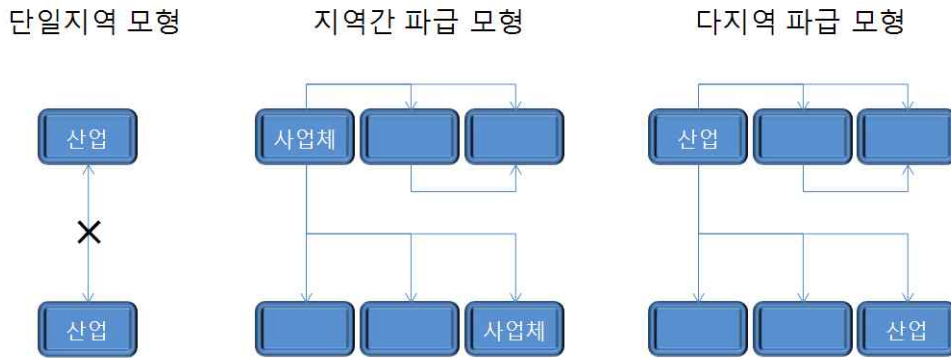 단일지역 모형
지역간 파급 모형
다지역 파급 모형
산업
사업체
산업
산업
사업체
산업